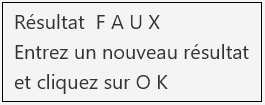 Résultat  F A U X
Entrez un nouveau résultat
et cliquez sur O K